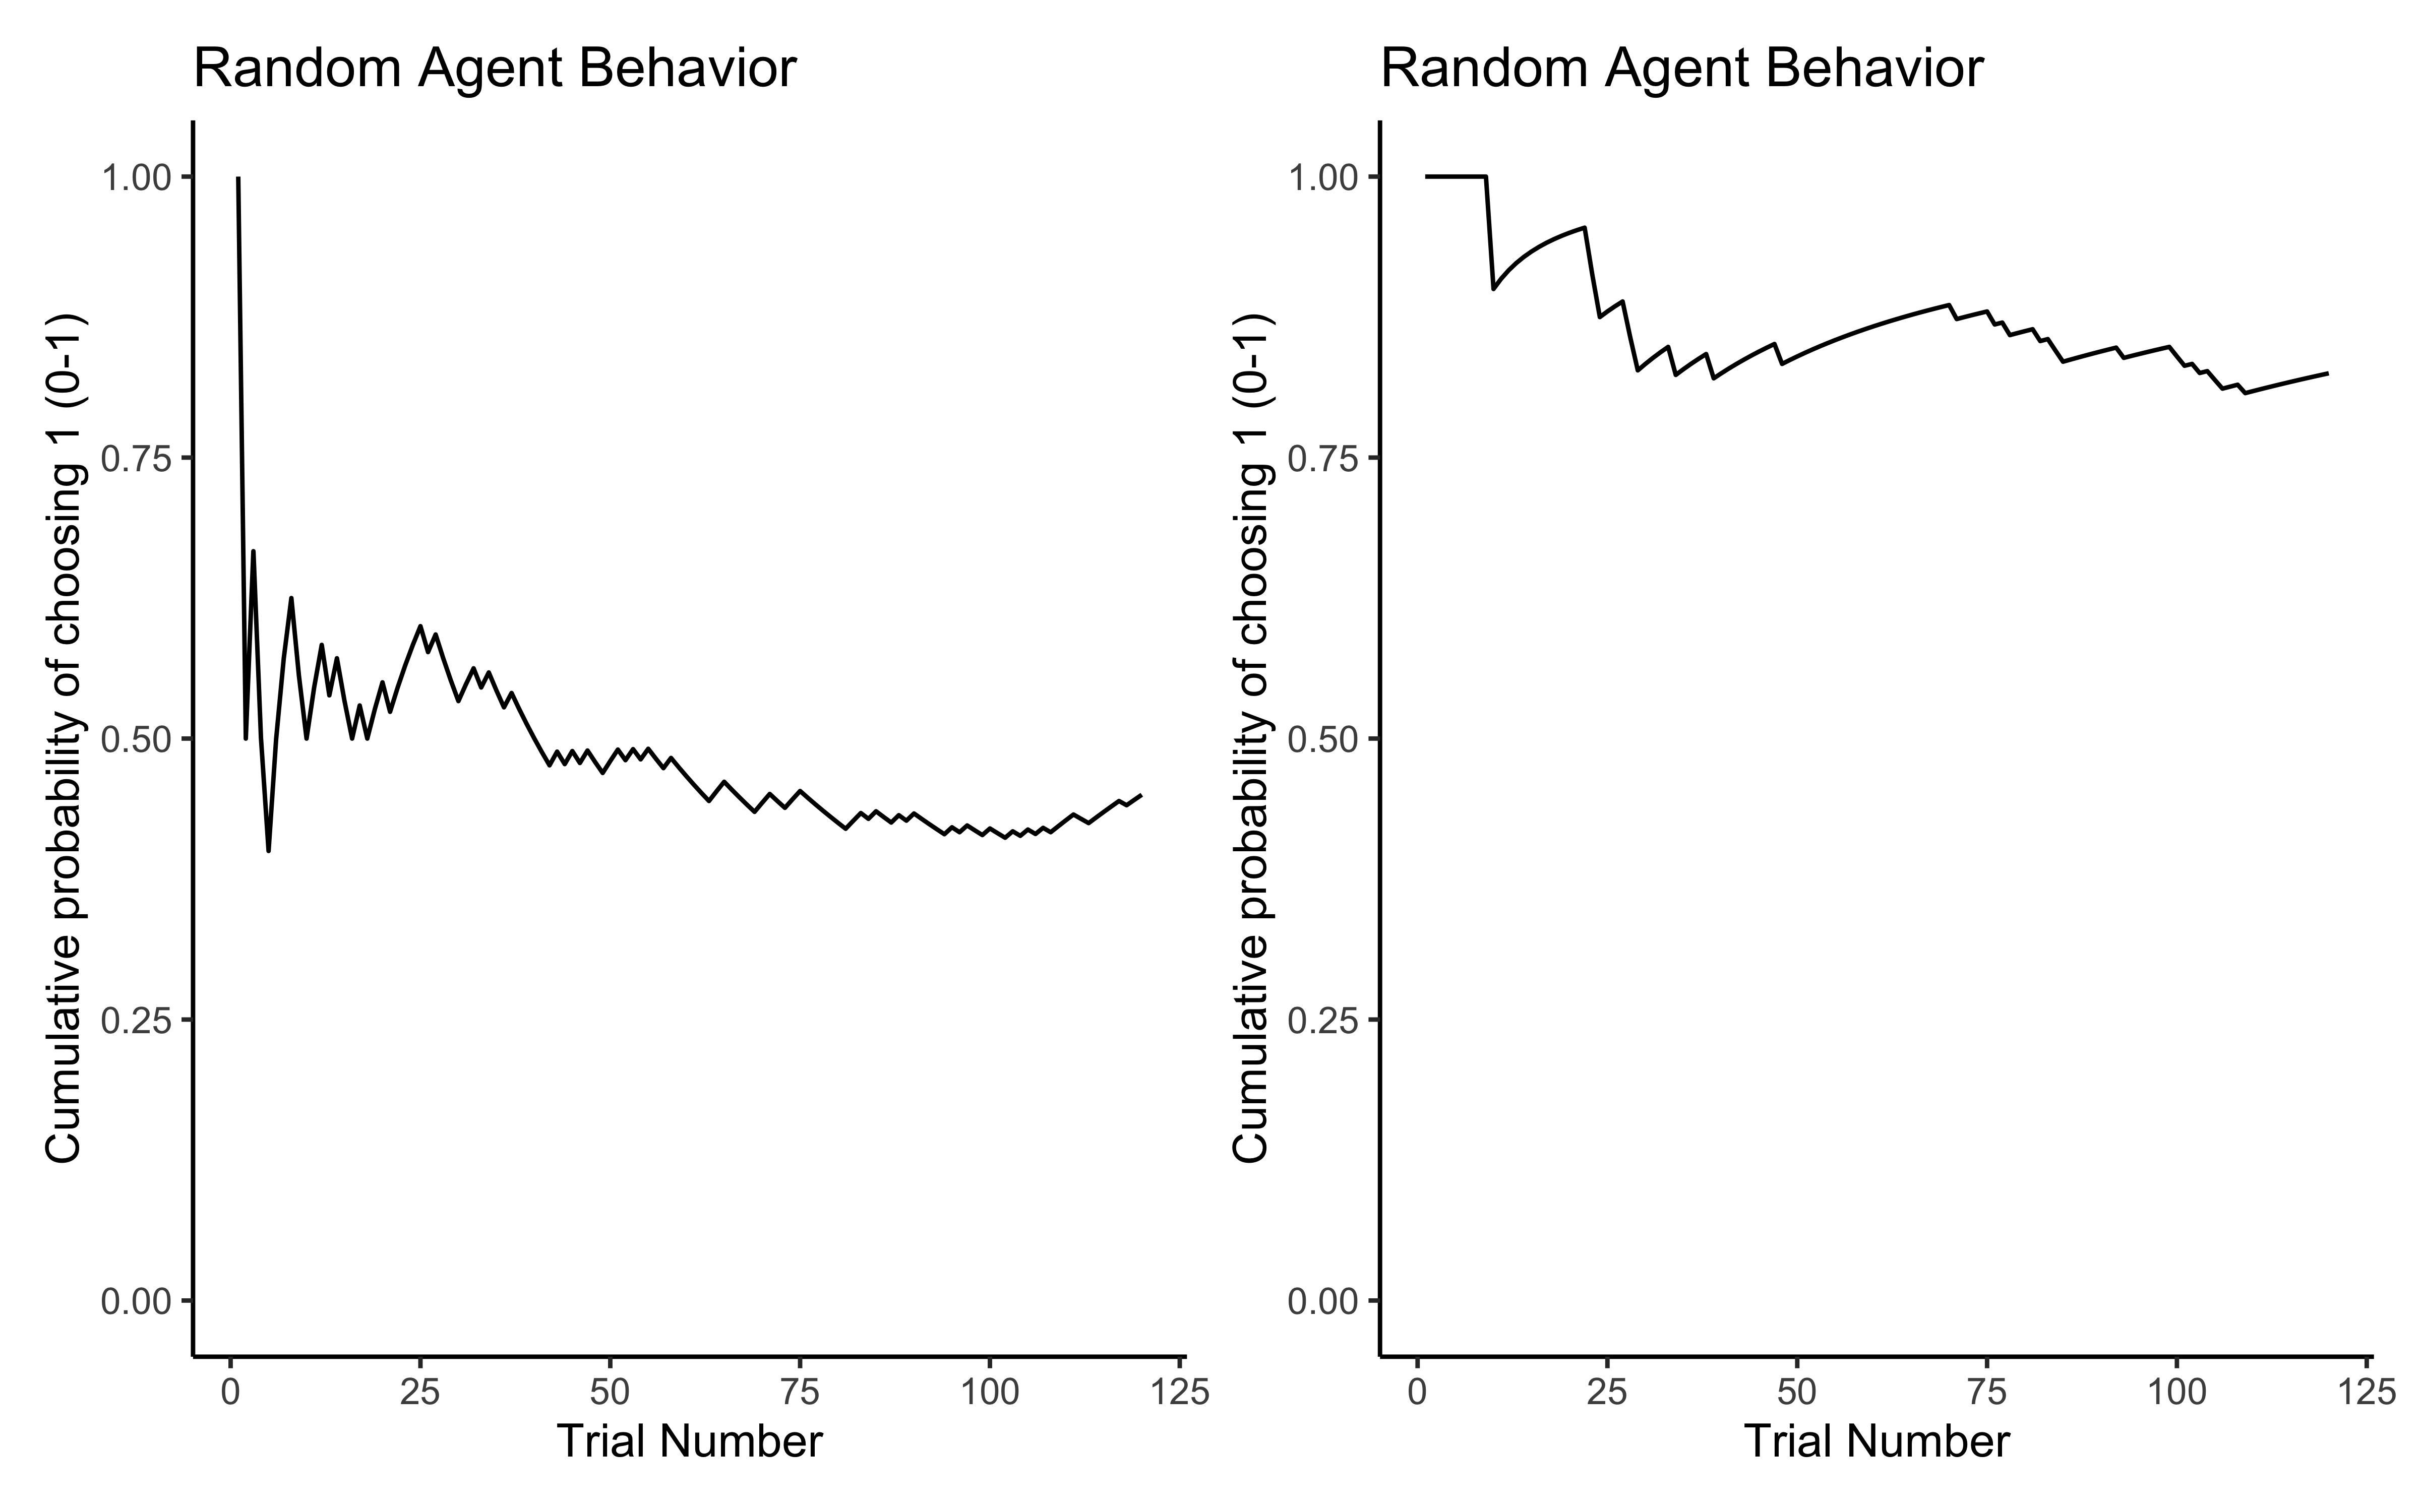 Random Agent Behavior
Cumulative probability of choosing 1 (0-1)
1.00
0.75
0.50
0.25
0.00
0 25 50 75 100 125
Trial Number
Random Agent Behavior
Cumulative probability of choosing 1 (0-1)
1.00
0.75
0.50
0.25
0.00
0 25 50 75 100 125
Trial Number